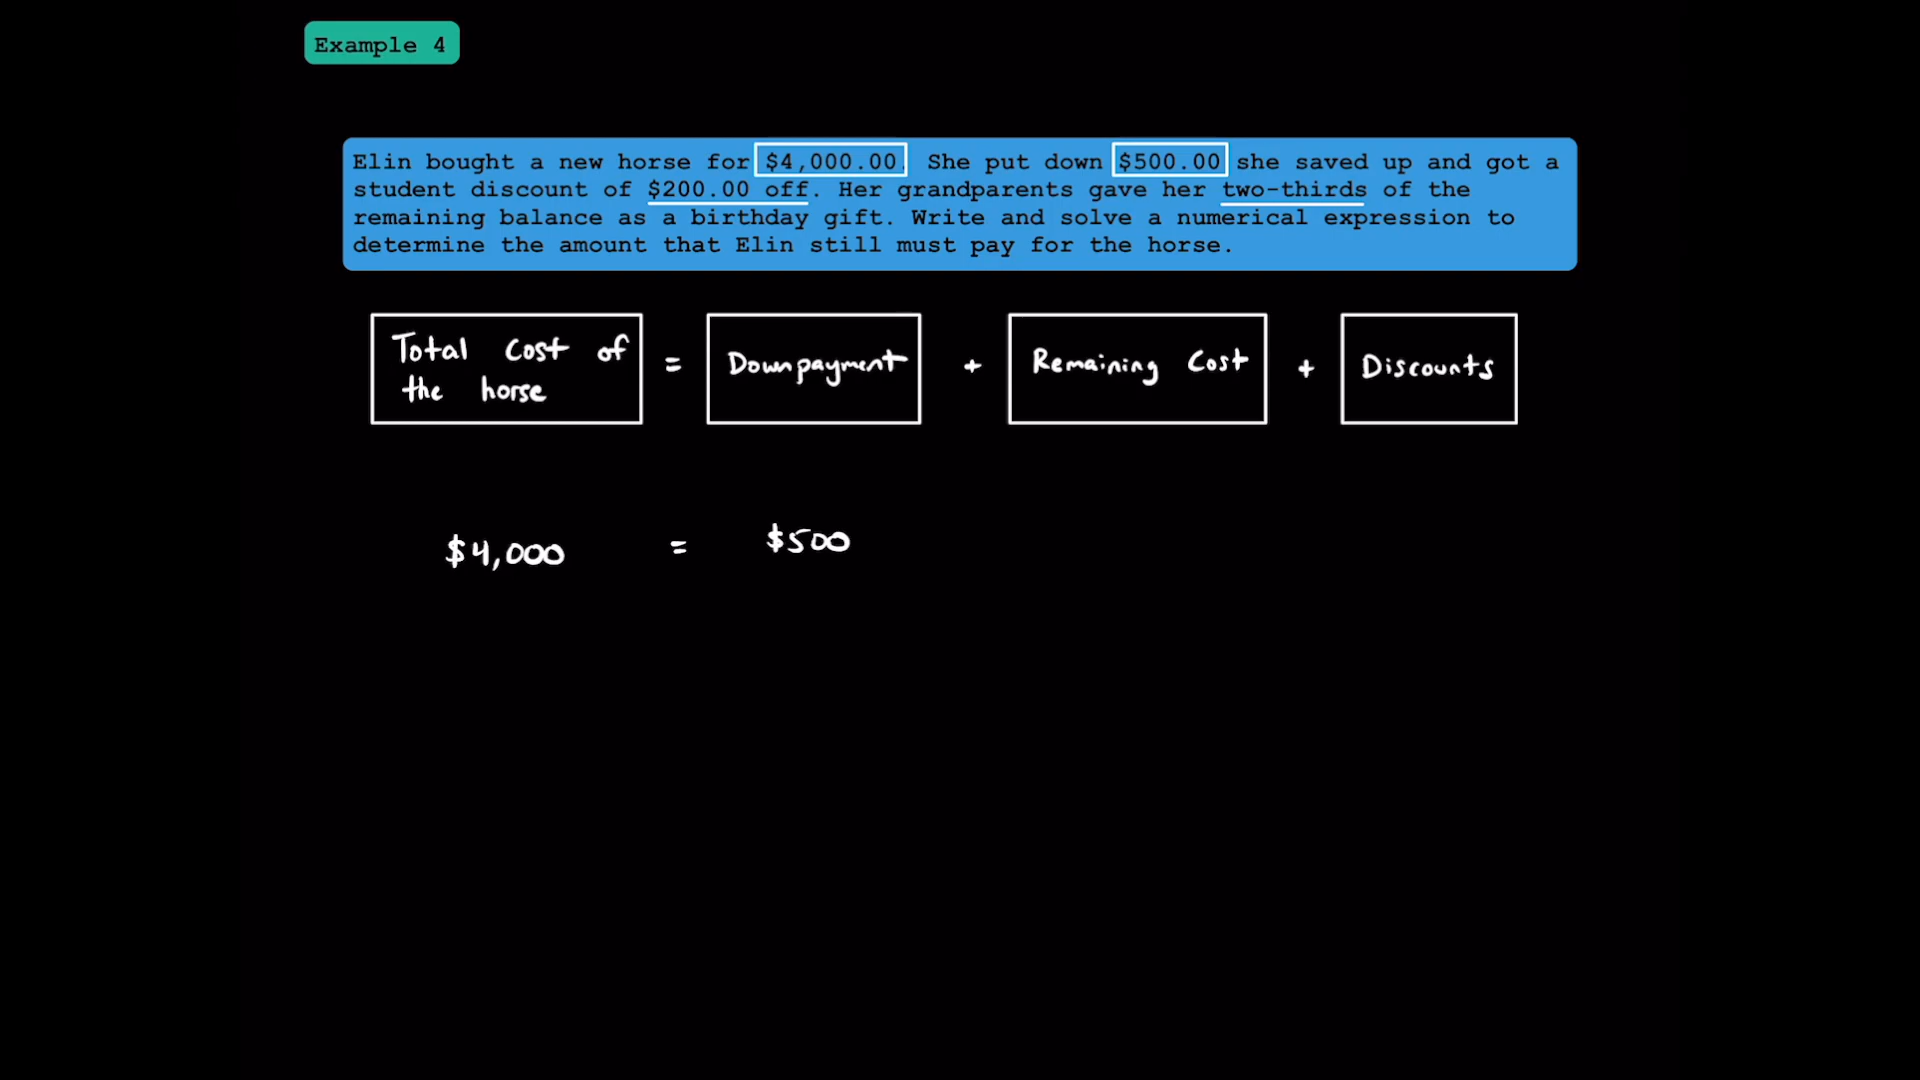 Example 4
Elin bought a new horse for $4,000.00. She put down $500.00 she saved up and got a
student discount of $200.00 off. Her grandparents gave her two-thirds of the
remaining balance as a birthday gift. Write and solve a numerical expression to
determine the amount that Elin still must pay for the horse.
Total Cost of the horse = Downpayment + Remaining Cost + Discounts
$4,000 = $500